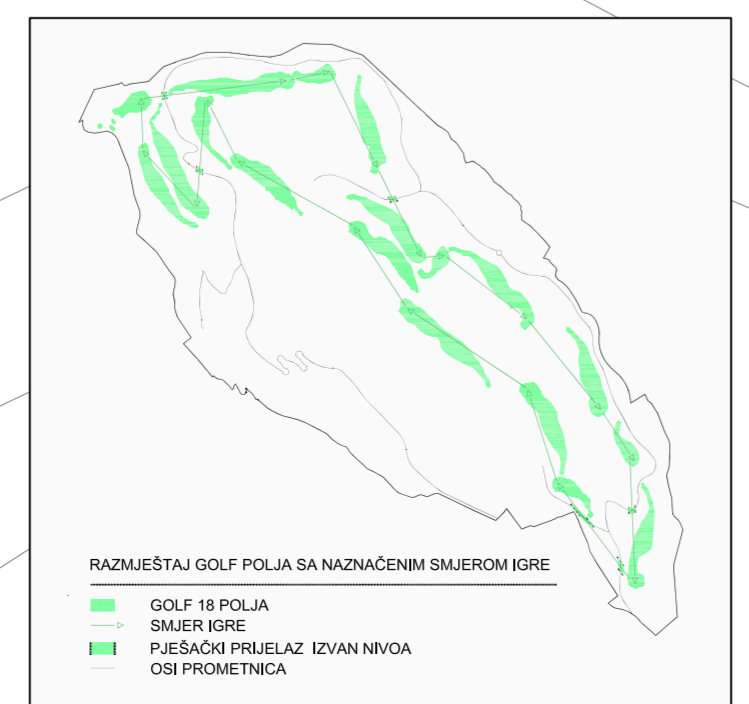 RAZMJEŠTAJ GOLF POLJA SA NAZNAČENIM SMJEROM IGRE
GOLF 18 POLJA
SMJER IGRE
PJEŠAČKI PRIJELAZ IZVAN NIVOA
OSI PROMETNICA